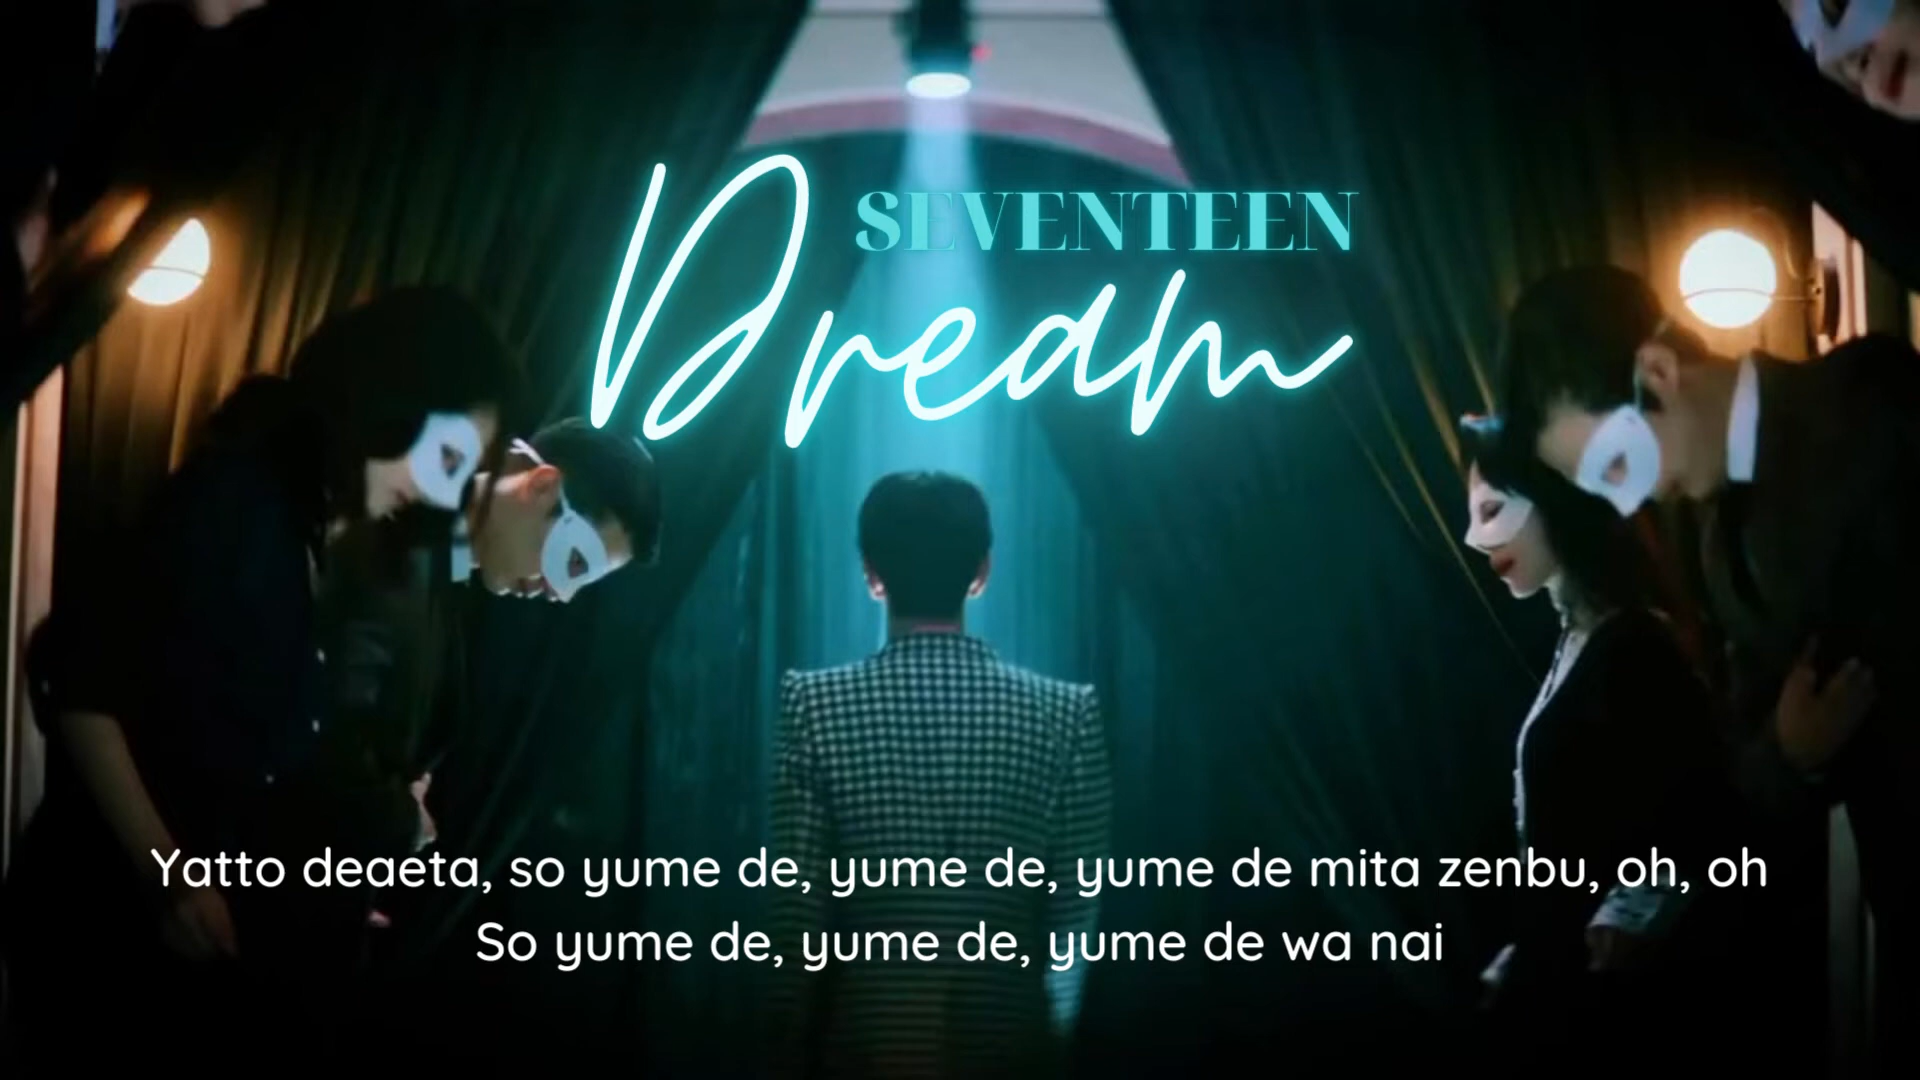 SEVENTEEN
Dream
Yatto deaeta, so yume de, yume de, yume de mita zenbu, oh, oh
So yume de, yume de, yume de wa nai